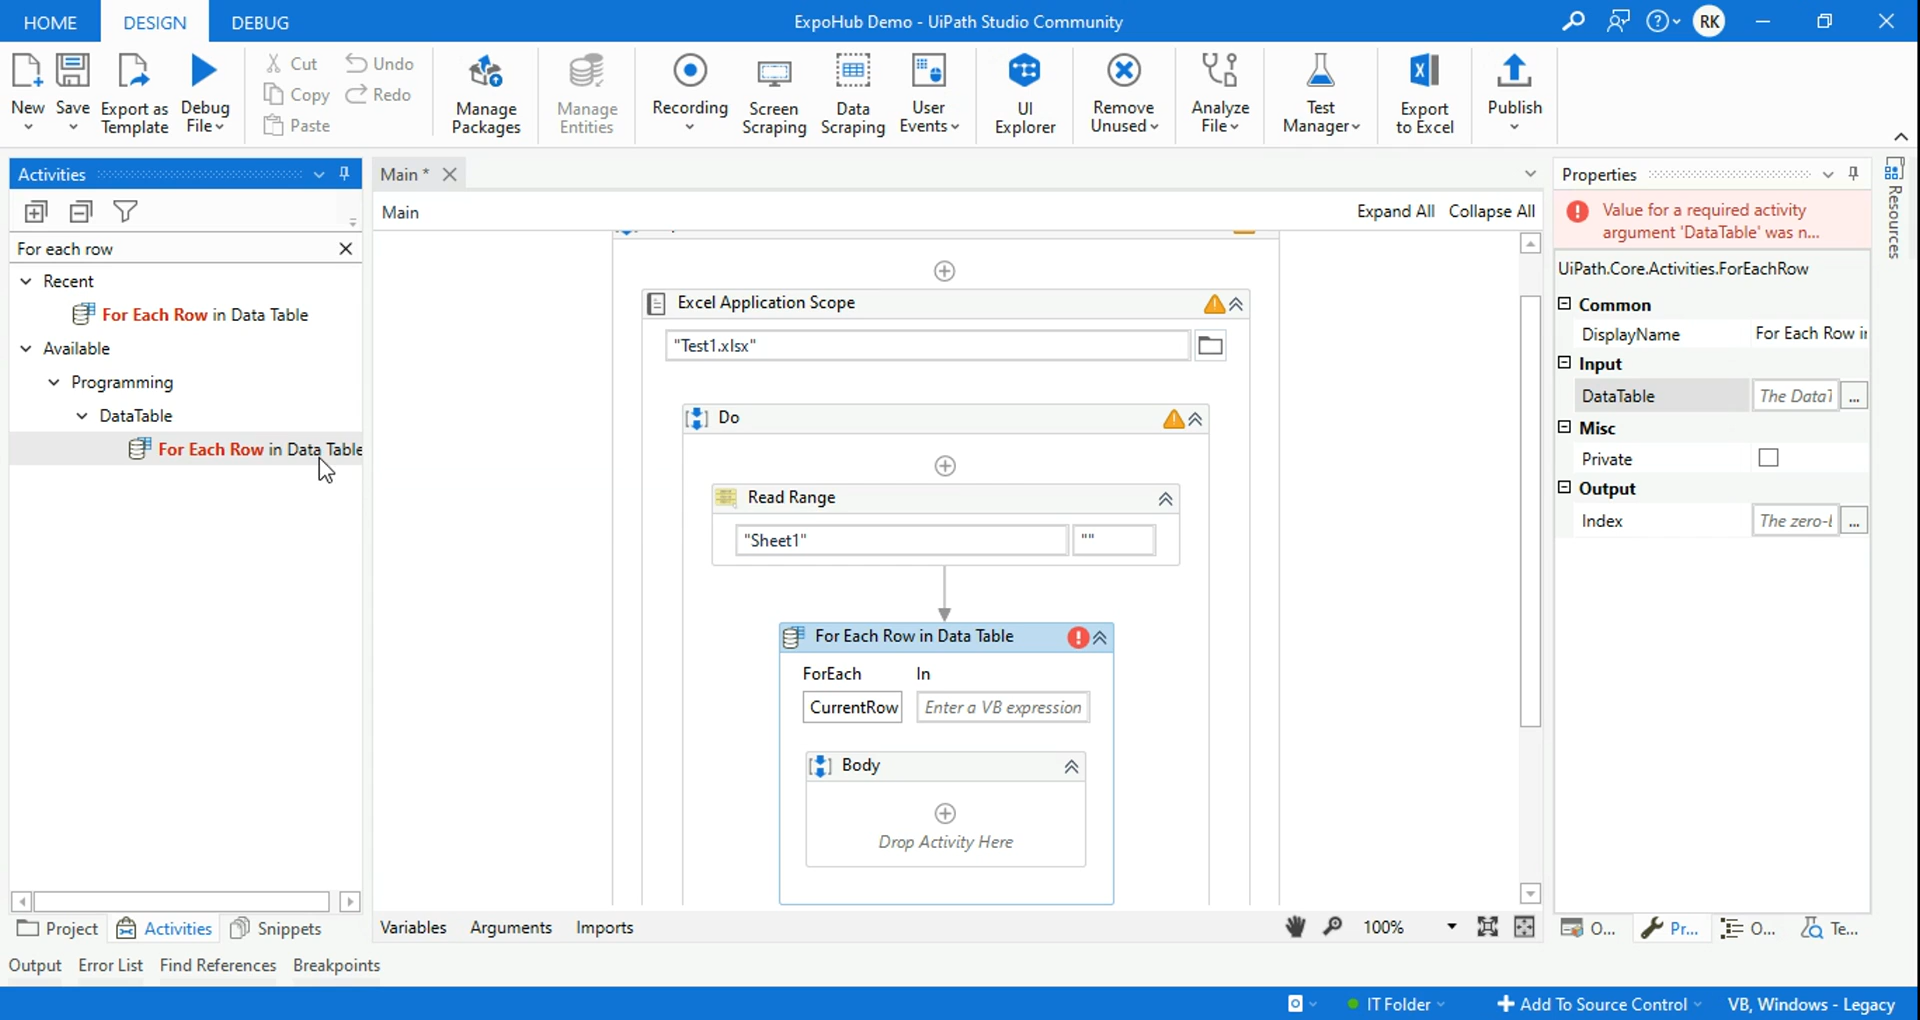 HOME DESIGN DEBUG ExpoHub Demo - UiPath Studio Community RK
New Save Export as Template Debug File Cut Copy Paste Undo Redo Manage Packages Manage Entities Recording Screen Scraping Data Scraping User Events UI Explorer Remove Unused Analyze File Test Manager Export to Excel Publish
Activities
For each row
Recent
For Each Row in Data Table
Available
Programming
DataTable
For Each Row in Data Table
Project Activities Snippets
Main *
Main Expand All Collapse All
Excel Application Scope
"Test1.xlsx"
Do
Read Range
"Sheet1" ""
For Each Row in Data Table
ForEach In
CurrentRow Enter a VB expression
Body
Drop Activity Here
Variables Arguments Imports 100%
Properties
Value for a required activity
argument 'DataTable' was n...
UiPath.Core.Activities.ForEachRow
Common
DisplayName For Each Row i
Input
DataTable The DataT ...
Misc
Private
Output
Index The zero- ...
O... Pr... O... Te...
Resources
Output Error List Find References Breakpoints
IT Folder Add To Source Control VB, Windows - Legacy